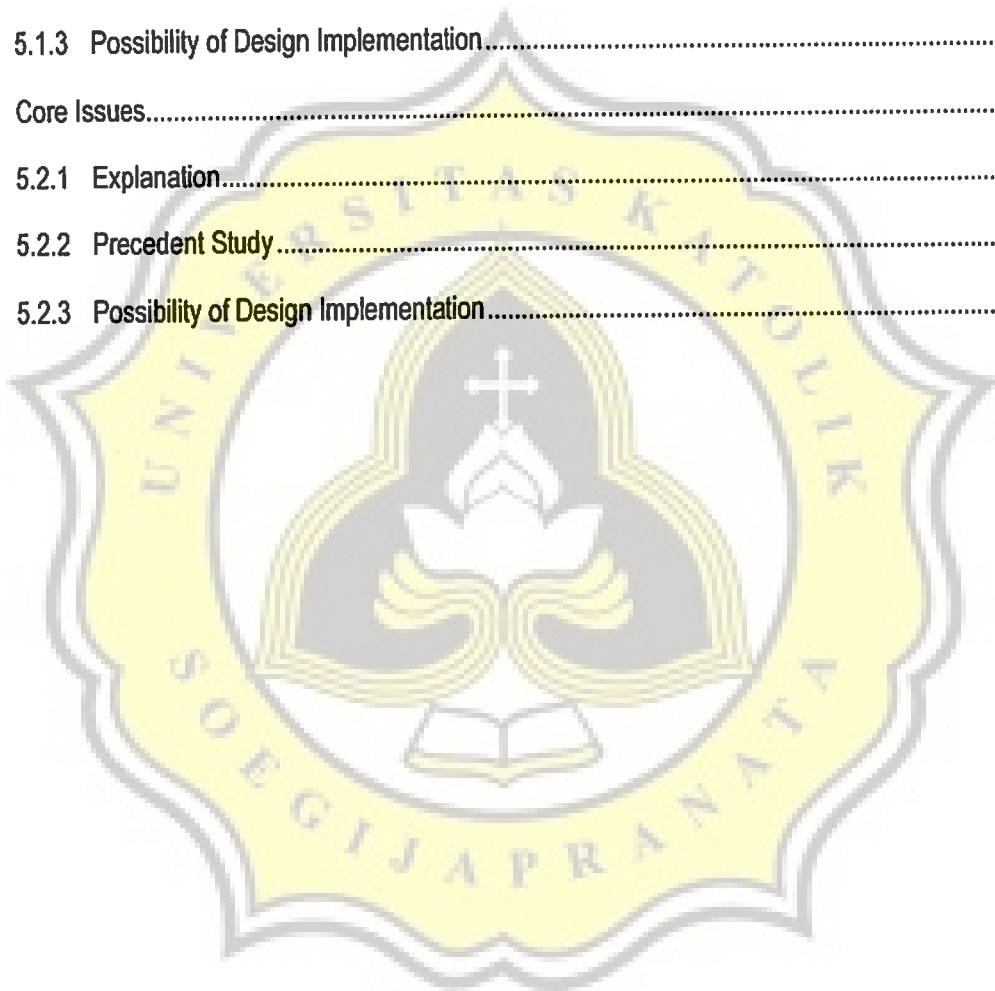 5.1.3 Possibility of Design Implementation..........................................................................................
Core Issues..........................................................................................................................................
5.2.1 Explanation.................................................................................................................................
5.2.2 Precedent Study........................................................................................................................
5.2.3 Possibility of Design Implementation..........................................................................................
UNIVERSITAS KATOLIK
SOEGIJAPRANATA